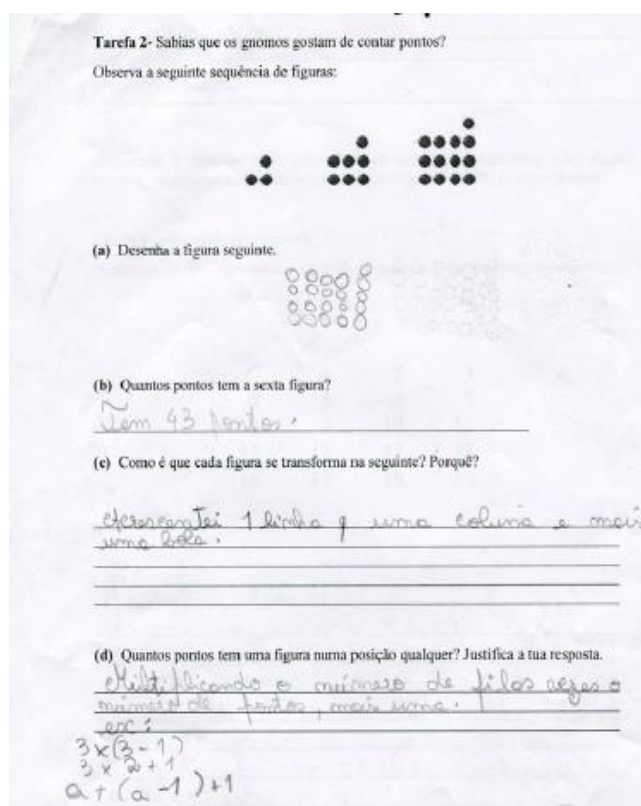 Tarefa 2- Sabias que os gnomos gostam de contar pontos?
Observa a seguinte sequência de figuras:
(a) Desenha a figura seguinte.
(b) Quantos pontos tem a sexta figura?
Tem 43 pontos.
(c) Como é que cada figura se transforma na seguinte? Porquê?
Acrescentei 1 linha uma coluna e mais
uma bola.
(d) Quantos pontos tem uma figura numa posição qualquer? Justifica a tua resposta.
Multiplicando o número de filas vezes o
número de pontos, mais uma.
ex:
3×(3-1)
3×2+1
a+(a-1)+1